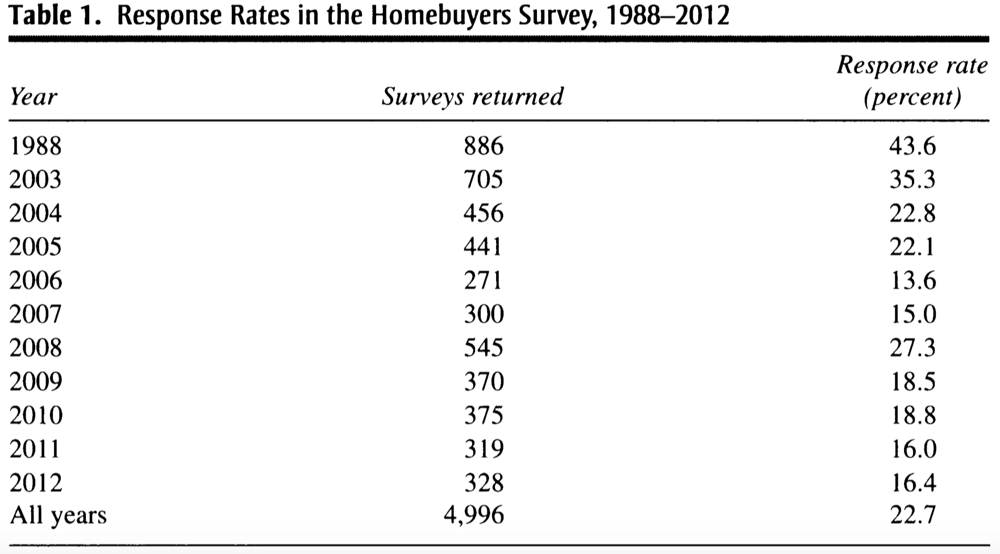 Table 1. Response Rates in the Homebuyers Survey, 1988–2012
Response rate
Year Surveys returned (percent)
1988 886 43.6
2003 705 35.3
2004 456 22.8
2005 441 22.1
2006 271 13.6
2007 300 15.0
2008 545 27.3
2009 370 18.5
2010 375 18.8
2011 319 16.0
2012 328 16.4
All years 4,996 22.7